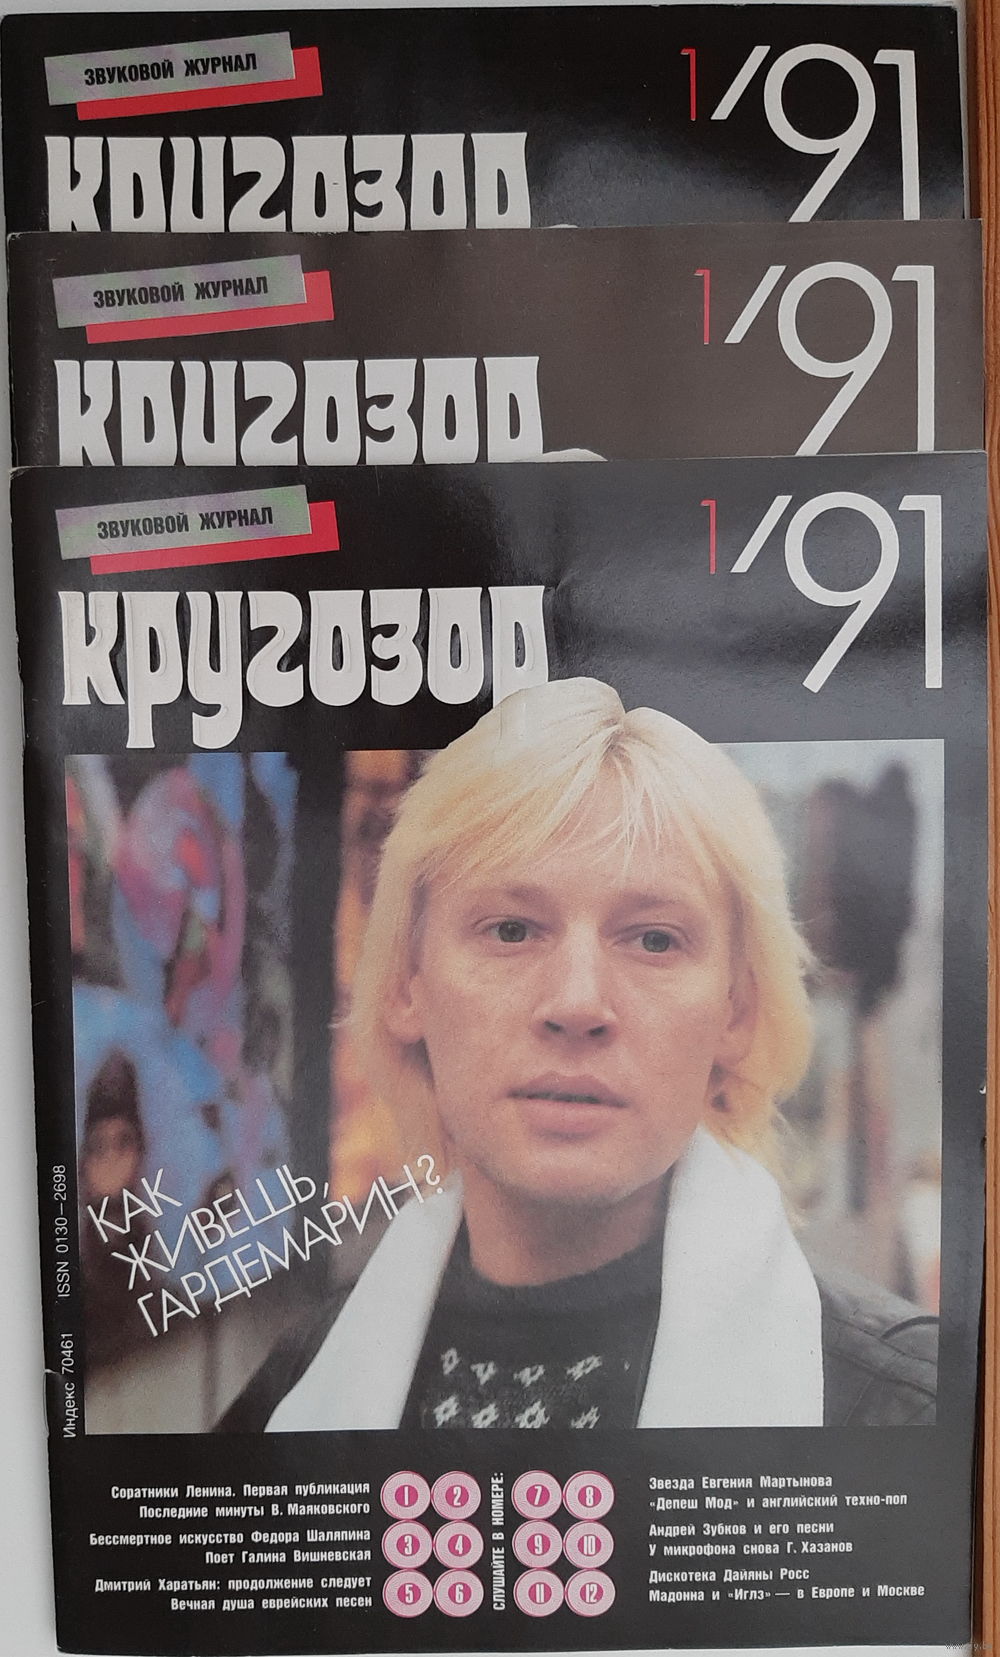 ЗВУКОВОЙ ЖУРНАЛ
1/91
кругозор
ЗВУКОВОЙ ЖУРНАЛ
1/91
кругозор
ЗВУКОВОЙ ЖУРНАЛ
1/91
кругозор
КАК
ЖИВЕШЬ,
ГАРДЕМАРИН?
Индекс 70461 ISSN 0130—2698
Соратники Ленина. Первая публикация
Последние минуты В. Маяковского
Бессмертное искусство Федора Шаляпина
Поет Галина Вишневская
Дмитрий Харатьян: продолжение следует
Вечная душа еврейских песен
1 2
3 4
5 6
СЛУШАЙТЕ В НОМЕРЕ:
7 8
9 10
11 12
Звезда Евгения Мартынова
«Депеш Мод» и английский техно-поп
Андрей Зубков и его песни
У микрофона снова Г. Хазанов
Дискотека Дайяны Росс
Мадонна и «Иглз» — в Европе и Москве